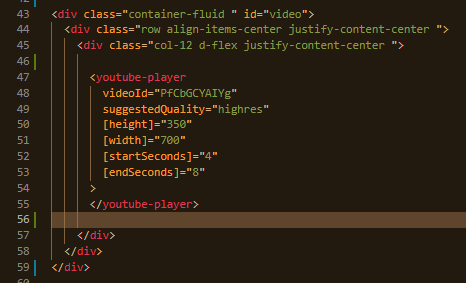 43 <div class="container-fluid " id="video">
44 <div class="row align-items-center justify-content-center ">
45 <div class="col-12 d-flex justify-content-center ">
46
47 <youtube-player
48 videoId="PfCbGCYAIYg"
49 suggestedQuality="highres"
50 [height]="350"
51 [width]="700"
52 [startSeconds]="4"
53 [endSeconds]="8"
54 >
55 </youtube-player>
56
57 </div>
58 </div>
59 </div>